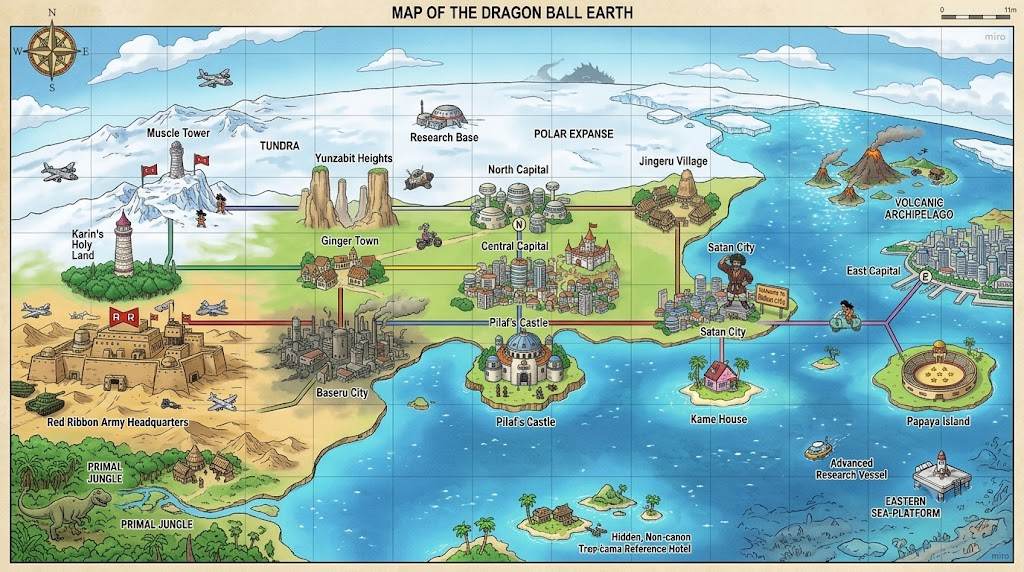 MAP OF THE DRAGON BALL EARTH
0 11m
miro
N
W E
S
Muscle Tower
TUNDRA
Research Base
POLAR EXPANSE
Yunzabit Heights
North Capital
Jingeru Village
VOLCANIC
ARCHIPELAGO
Karin's
Holy
Land
N
Ginger Town
Central Capital
Satan City
East Capital
E
R R
Pilaf's Castle
Satan City
Baseru City
Red Ribbon Army Headquarters
Pilaf's Castle
Kame House
Papaya Island
PRIMAL
JUNGLE
Advanced
Research Vessel
EASTERN
SEA-PLATFORM
PRIMAL JUNGLE
Hidden, Non-canon
Reference Hotel
miro